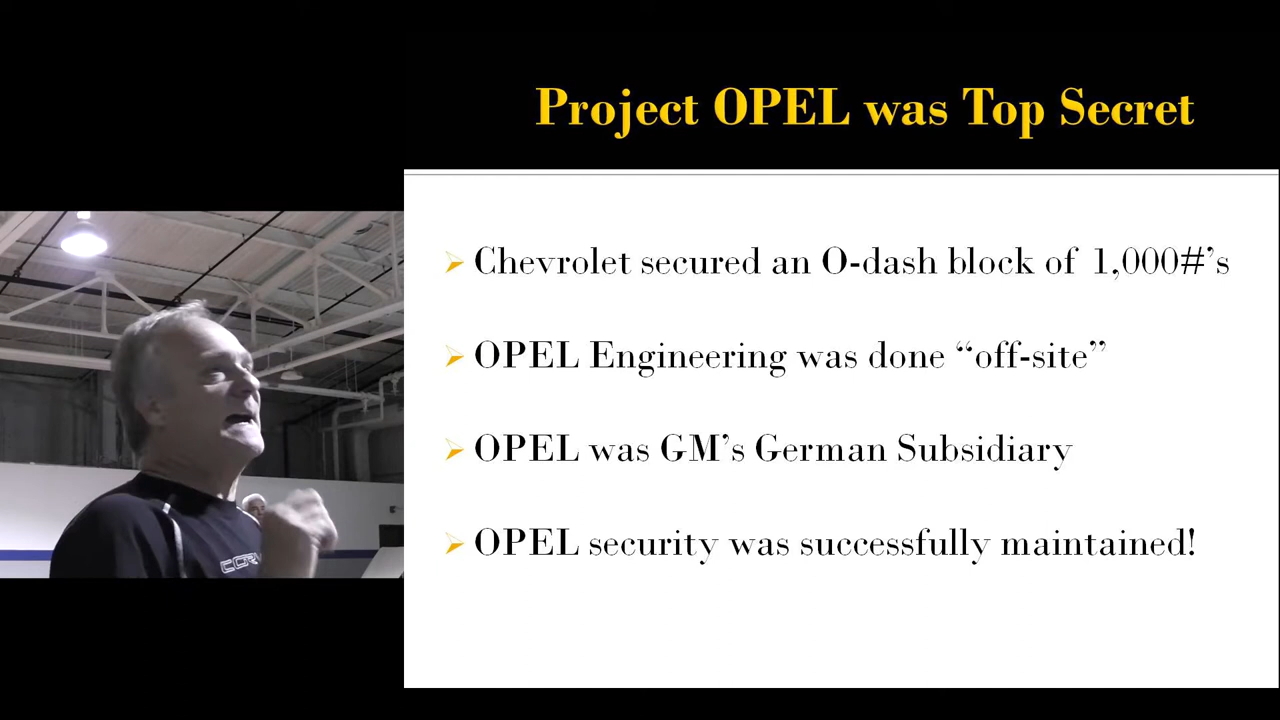 Project OPEL was Top Secret
Chevrolet secured an O-dash block of 1,000#'s
OPEL Engineering was done “off-site”
OPEL was GM's German Subsidiary
OPEL security was successfully maintained!